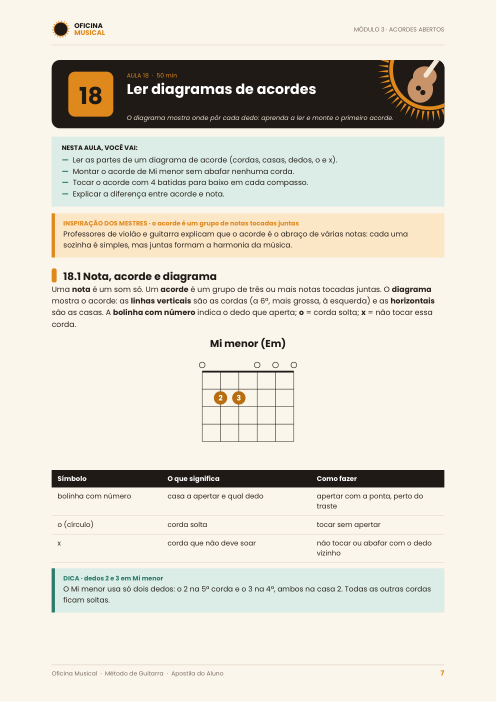 OFICINA
MUSICAL
MÓDULO 3 · ACORDES ABERTOS
18
AULA 18 · 50 min
Ler diagramas de acordes
O diagrama mostra onde pôr cada dedo: aprenda a ler e monte o primeiro acorde.
NESTA AULA, VOCÊ VAI:
— Ler as partes de um diagrama de acorde (cordas, casas, dedos, o e x).
— Montar o acorde de Mi menor sem abafar nenhuma corda.
— Tocar o acorde com 4 batidas para baixo em cada compasso.
— Explicar a diferença entre acorde e nota.
INSPIRAÇÃO DOS MESTRES · o acorde é um grupo de notas tocadas juntas
Professores de violão e guitarra explicam que o acorde é o abraço de várias notas: cada uma
sozinha é simples, mas juntas formam a harmonia da música.
18.1 Nota, acorde e diagrama
Uma nota é um som só. Um acorde é um grupo de três ou mais notas tocadas juntas. O diagrama
mostra o acorde: as linhas verticais são as cordas (a 6ª, mais grossa, à esquerda) e as horizontais
são as casas. A bolinha com número indica o dedo que aperta; o = corda solta; x = não tocar essa
corda.
Mi menor (Em)
2 3
Símbolo O que significa Como fazer
bolinha com número casa a apertar e qual dedo apertar com a ponta, perto do
traste
o (círculo) corda solta tocar sem apertar
x corda que não deve soar não tocar ou abafar com o dedo
vizinho
DICA · dedos 2 e 3 em Mi menor
O Mi menor usa só dois dedos: o 2 na 5ª corda e o 3 na 4ª, ambos na casa 2. Todas as outras cordas
ficam soltas.
Oficina Musical · Método de Guitarra · Apostila do Aluno
7